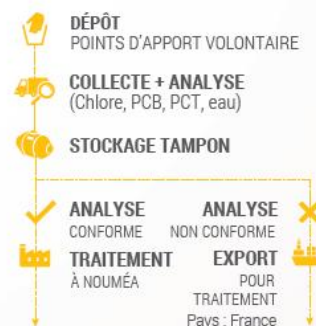 DÉPÔT
POINTS D'APPORT VOLONTAIRE
COLLECTE + ANALYSE
(Chlore, PCB, PCT, eau)
STOCKAGE TAMPON
ANALYSE
CONFORME
TRAITEMENT
À NOUMÉA
ANALYSE
NON CONFORME
EXPORT
POUR
TRAITEMENT
Pays : France